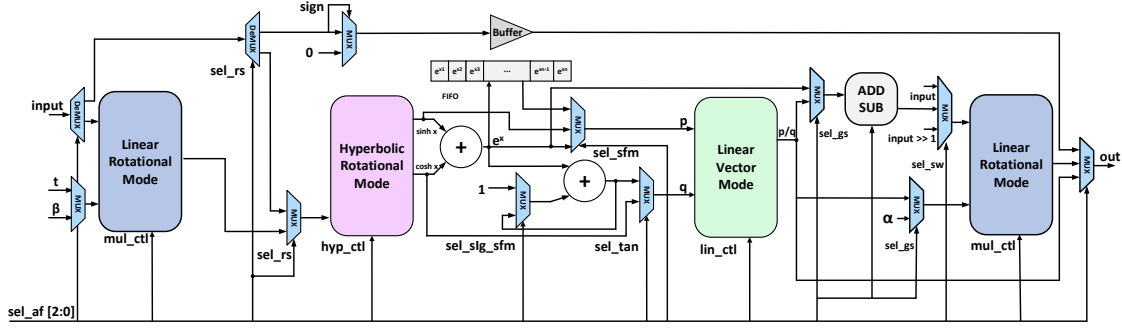 sign
DeMUX
MUX
0
Buffer
sel_rs
e^x1 e^x2 e^x3 ... e^xn-1 e^xn
FIFO
input
DeMUX
Linear
Rotational
Mode
t
β
MUX
mul_ctl
MUX
sel_rs
Hyperbolic
Rotational
Mode
hyp_ctl
sinh x
cosh x
+
e^x
MUX
sel_sfm
1
MUX
+
sel_sIg_sfm
MUX
sel_tan
p
q
Linear
Vector
Mode
lin_ctl
p/q
MUX
sel_gs
ADD
SUB
input
input >> 1
MUX
sel_sw
α
MUX
sel_gs
Linear
Rotational
Mode
mul_ctl
MUX
out
sel_af [2:0]